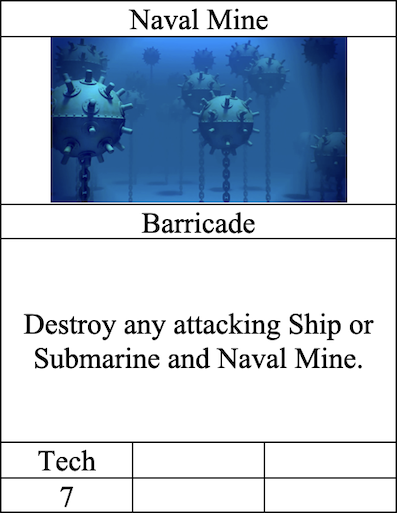 Naval Mine
Barricade
Destroy any attacking Ship or
Submarine and Naval Mine.
Tech
7